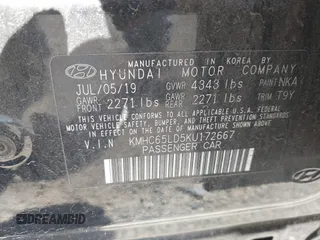 MANUFACTURED IN KOREA BY
HYUNDAI MOTOR COMPANY
JUL/05/19 GVWR 4343 lbs PAINT NKA
GAWR FRONT 2271 lbs GAWR REAR 2271 lbs TRIM T9Y
THIS VEHICLE CONFORMS TO ALL APPLICABLE U.S. FEDERAL
MOTOR VEHICLE SAFETY, BUMPER, AND THEFT PREVENTION
STANDARDS IN EFFECT ON THE DATE OF MANUFACTURE
SHOWN ABOVE.
V.I.N KMHC65LD5KU172667
PASSENGER CAR
DREAMBID